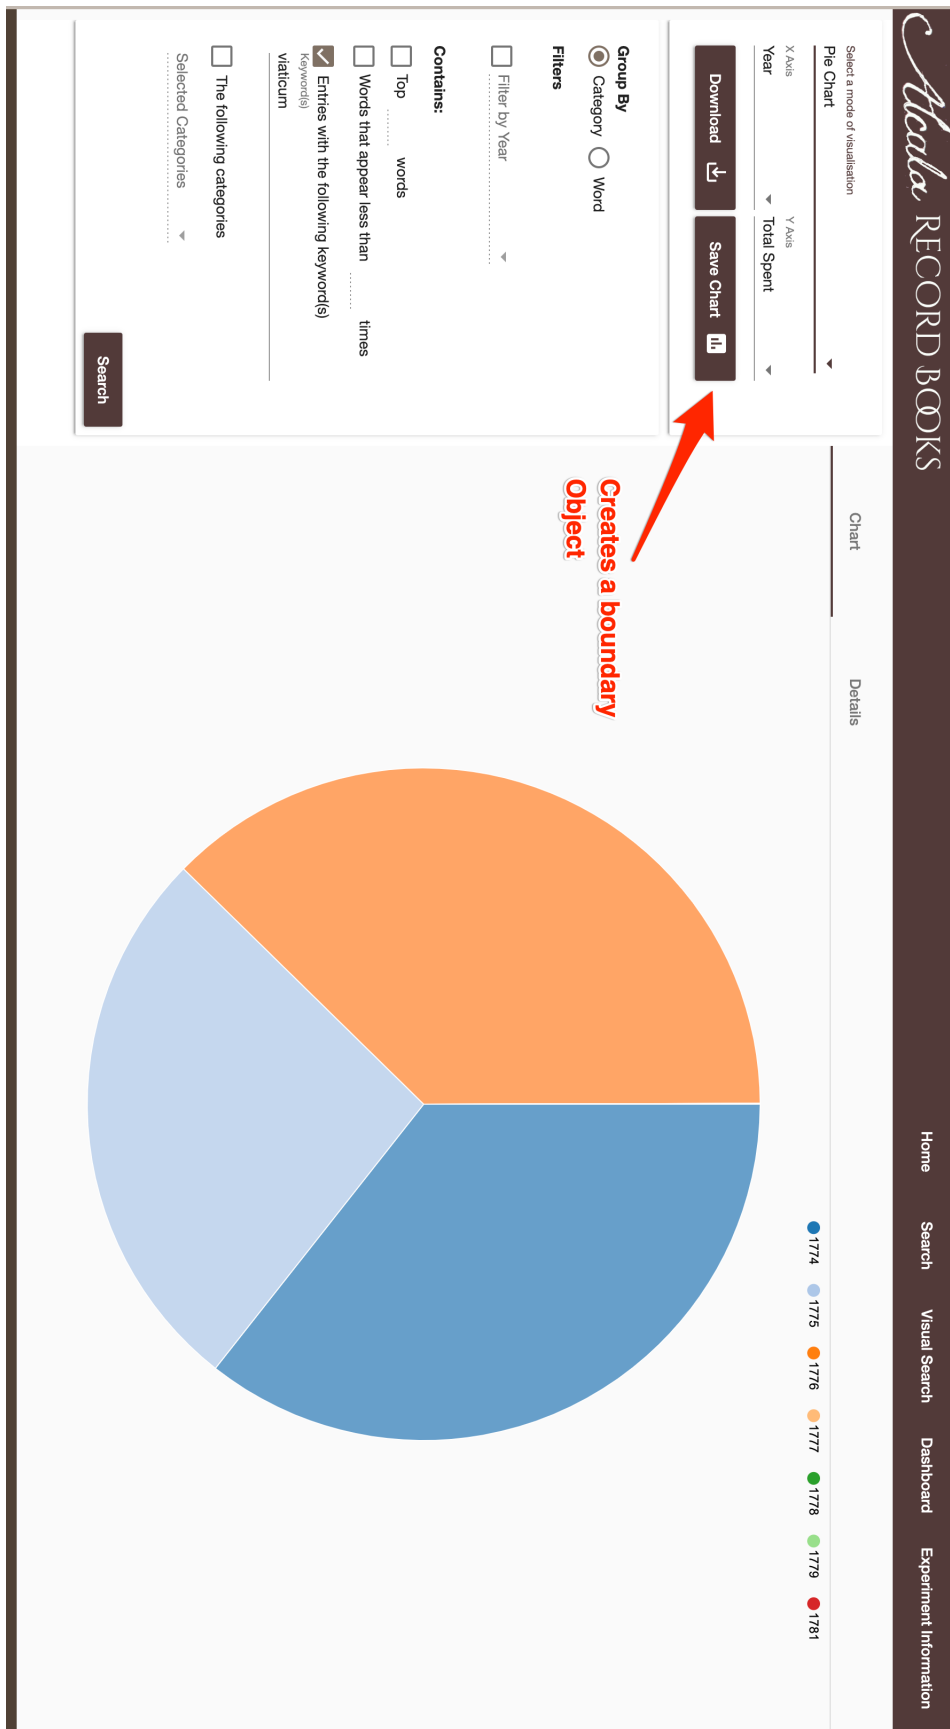 Alcala RECORD BOOKS
Home Search Visual Search Dashboard Experiment Information
Select a mode of visualisation
Pie Chart
X Axis Y Axis
Year Total Spent
Download Save Chart
Group By
Category Word
Filters
Filter by Year
Contains:
Top words
Words that appear less than times
Entries with the following keyword(s)
Keyword(s)
viaticum
The following categories
Selected Categories
Search
Chart Details
1774 1775 1776 1777 1778 1779 1781
Creates a boundary
Object